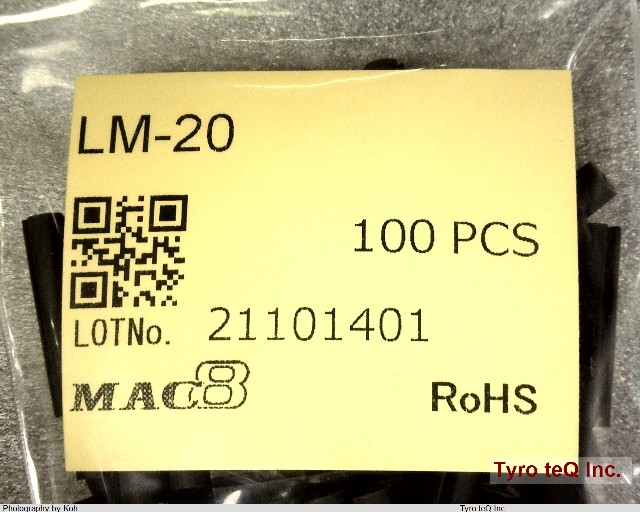 LM-20
100 PCS
LOTNo. 21101401
MAC8
RoHS
Tyro teQ Inc.
Photography by Koh
Tyro teQ Inc